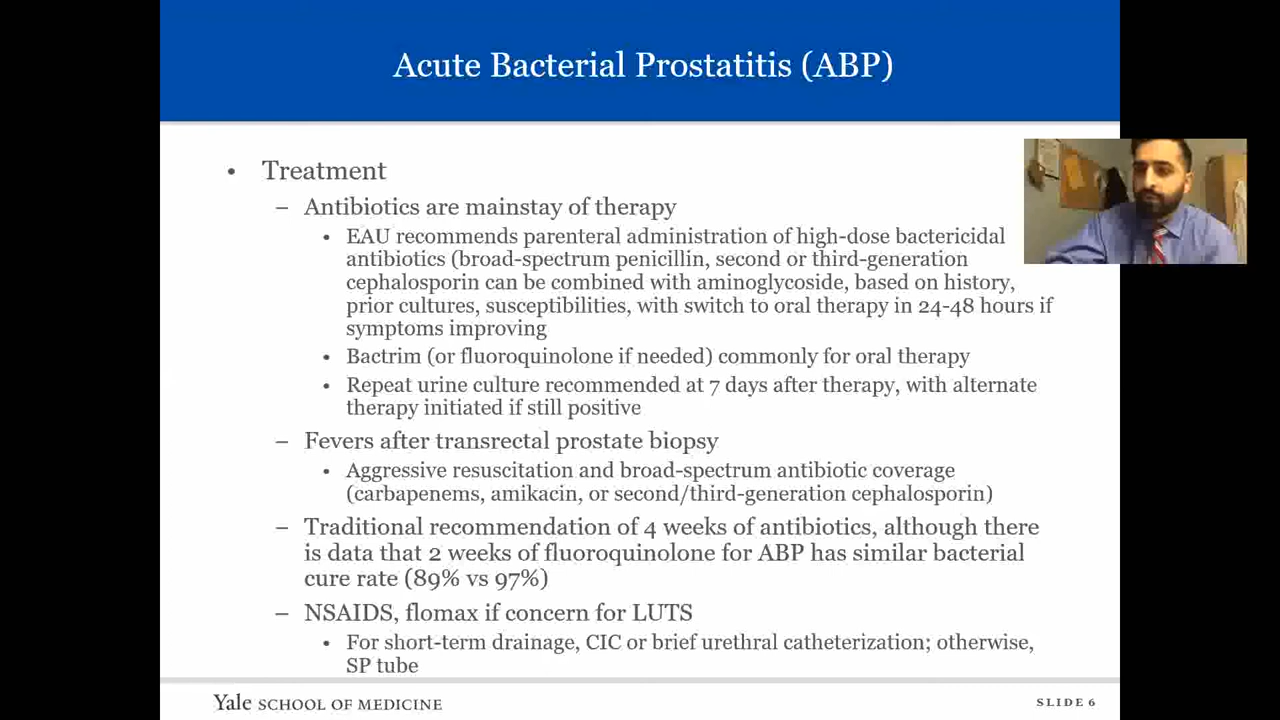 Acute Bacterial Prostatitis (ABP)
• Treatment
– Antibiotics are mainstay of therapy
• EAU recommends parenteral administration of high-dose bactericidal
antibiotics (broad-spectrum penicillin, second or third-generation
cephalosporin can be combined with aminoglycoside, based on history,
prior cultures, susceptibilities, with switch to oral therapy in 24-48 hours if
symptoms improving
• Bactrim (or fluoroquinolone if needed) commonly for oral therapy
• Repeat urine culture recommended at 7 days after therapy, with alternate
therapy initiated if still positive
– Fevers after transrectal prostate biopsy
• Aggressive resuscitation and broad-spectrum antibiotic coverage
(carbapenems, amikacin, or second/third-generation cephalosporin)
– Traditional recommendation of 4 weeks of antibiotics, although there
is data that 2 weeks of fluoroquinolone for ABP has similar bacterial
cure rate (89% vs 97%)
– NSAIDS, flomax if concern for LUTS
• For short-term drainage, CIC or brief urethral catheterization; otherwise,
SP tube
Yale SCHOOL OF MEDICINE
SLIDE 6